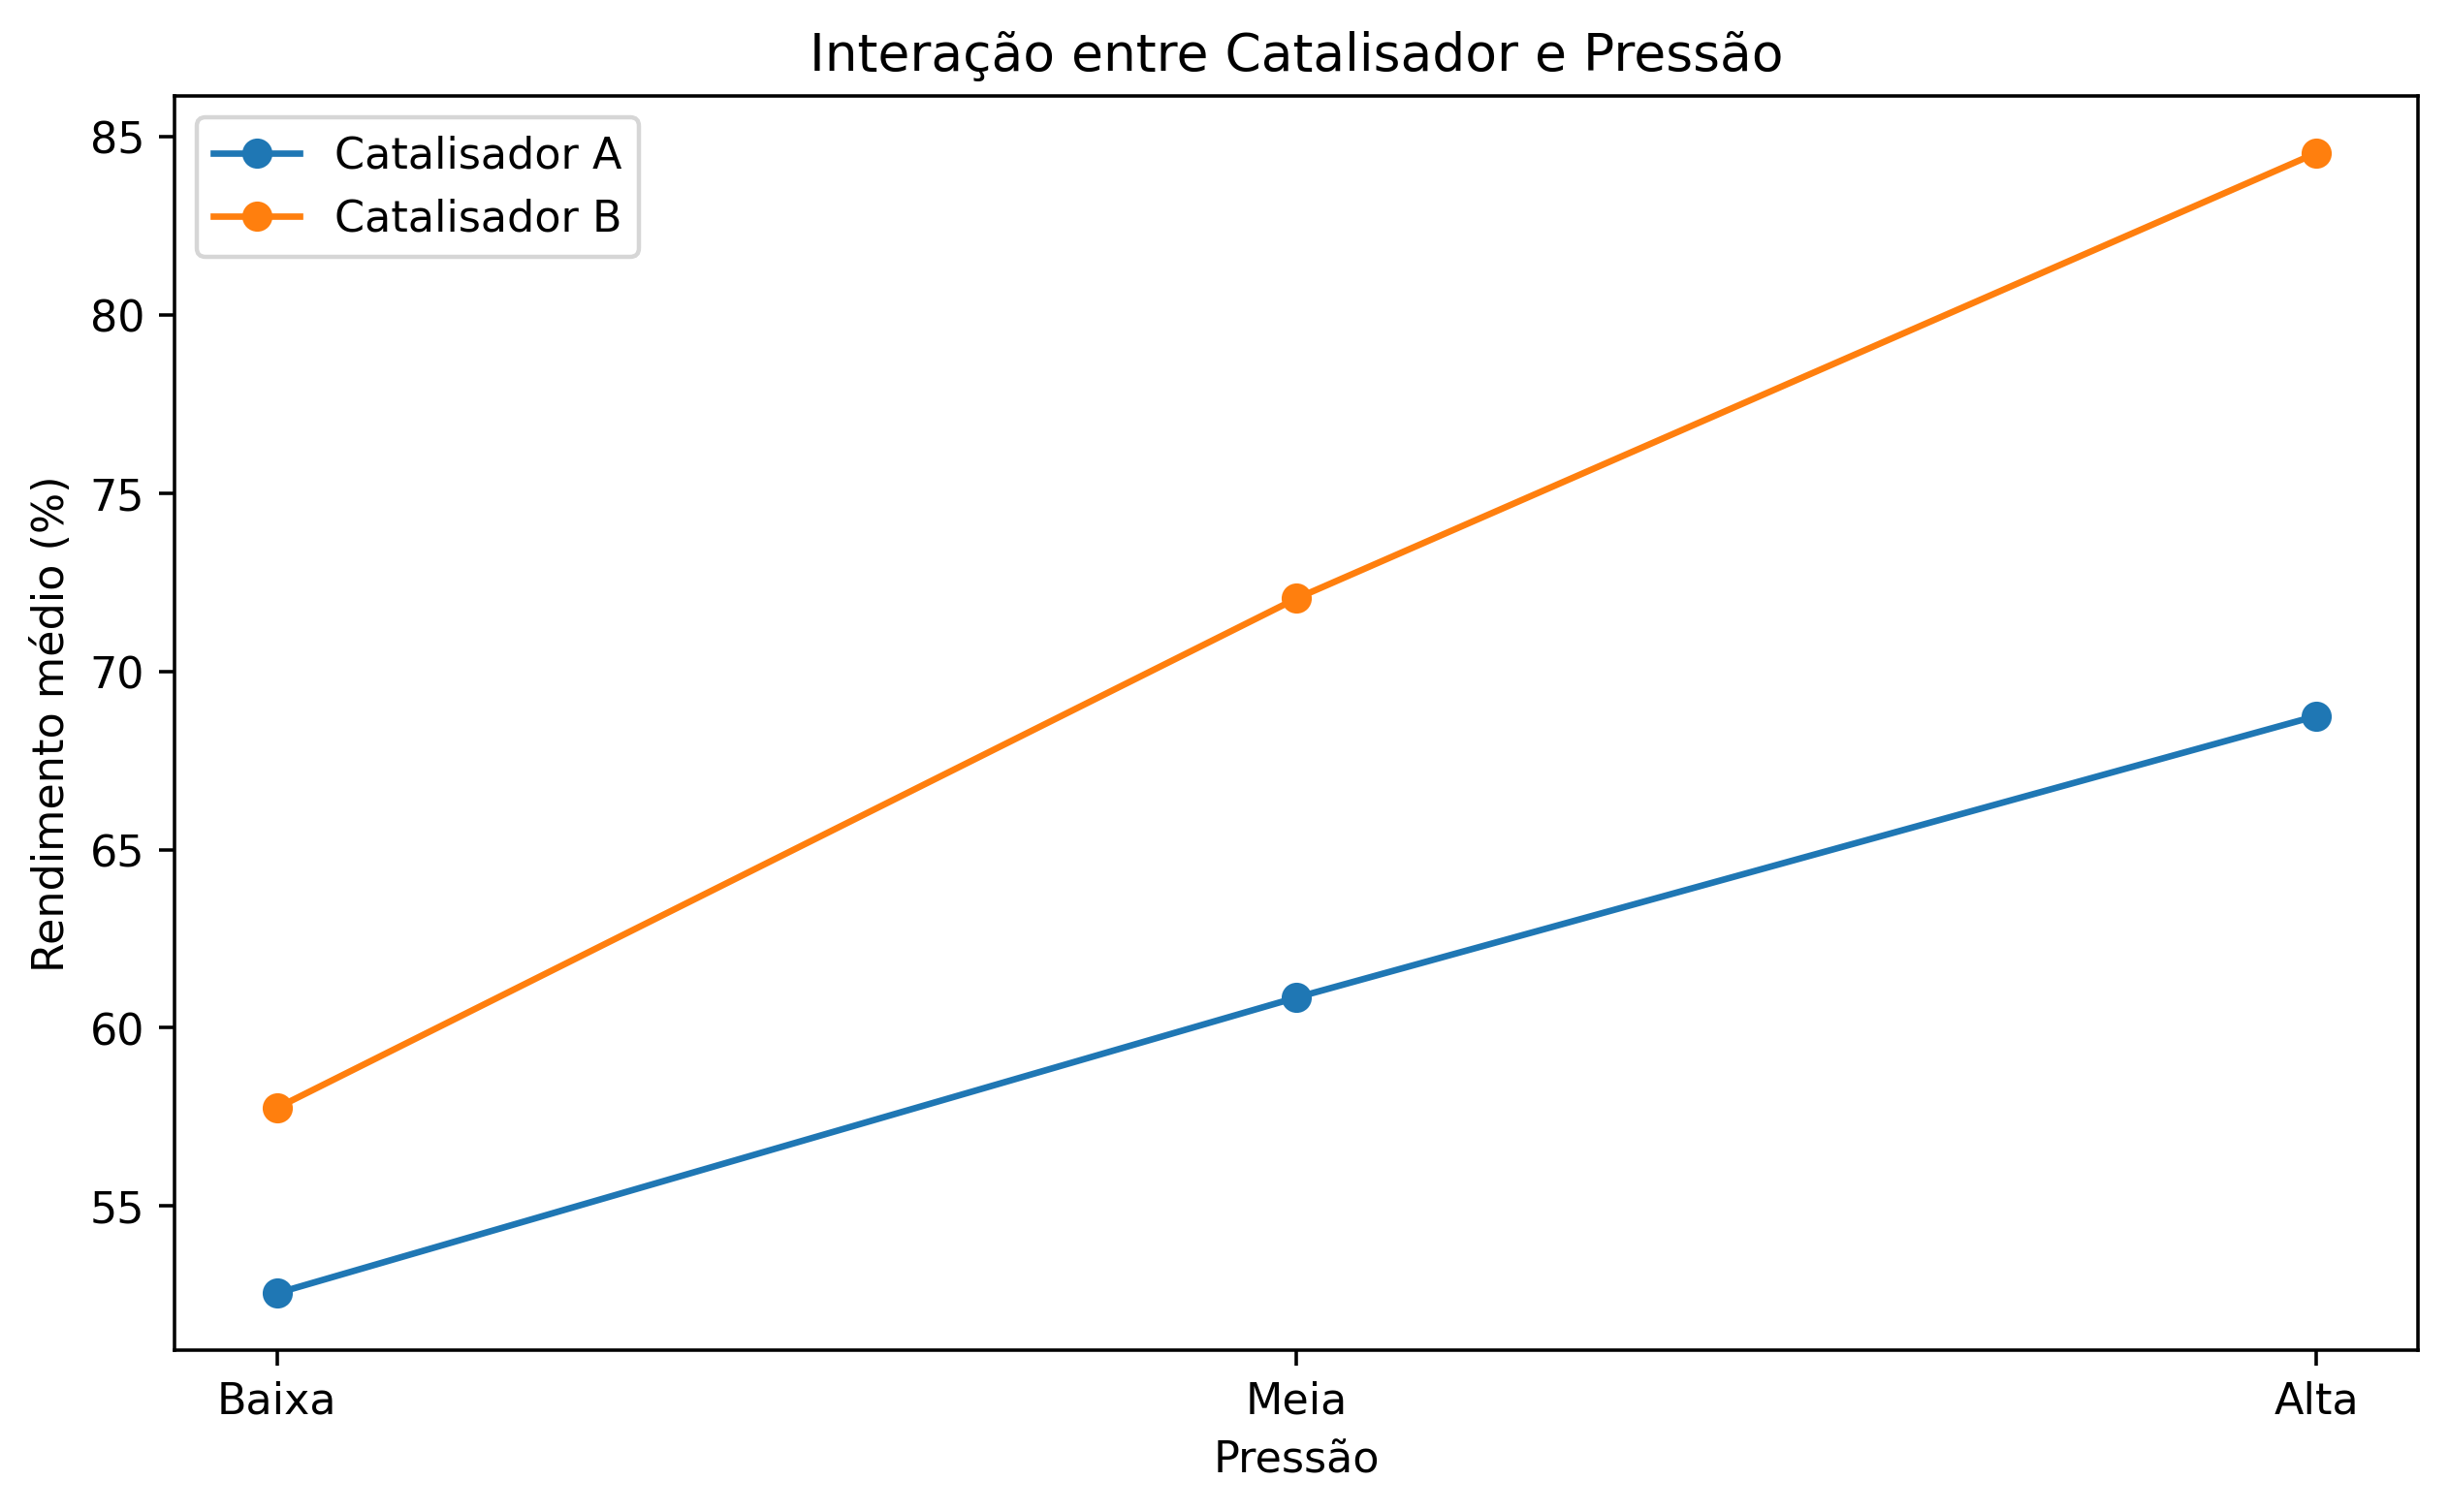 Interação entre Catalisador e Pressão
Catalisador A
Catalisador B
Rendimento médio (%)
85
80
75
70
65
60
55
Baixa
Meia
Alta
Pressão